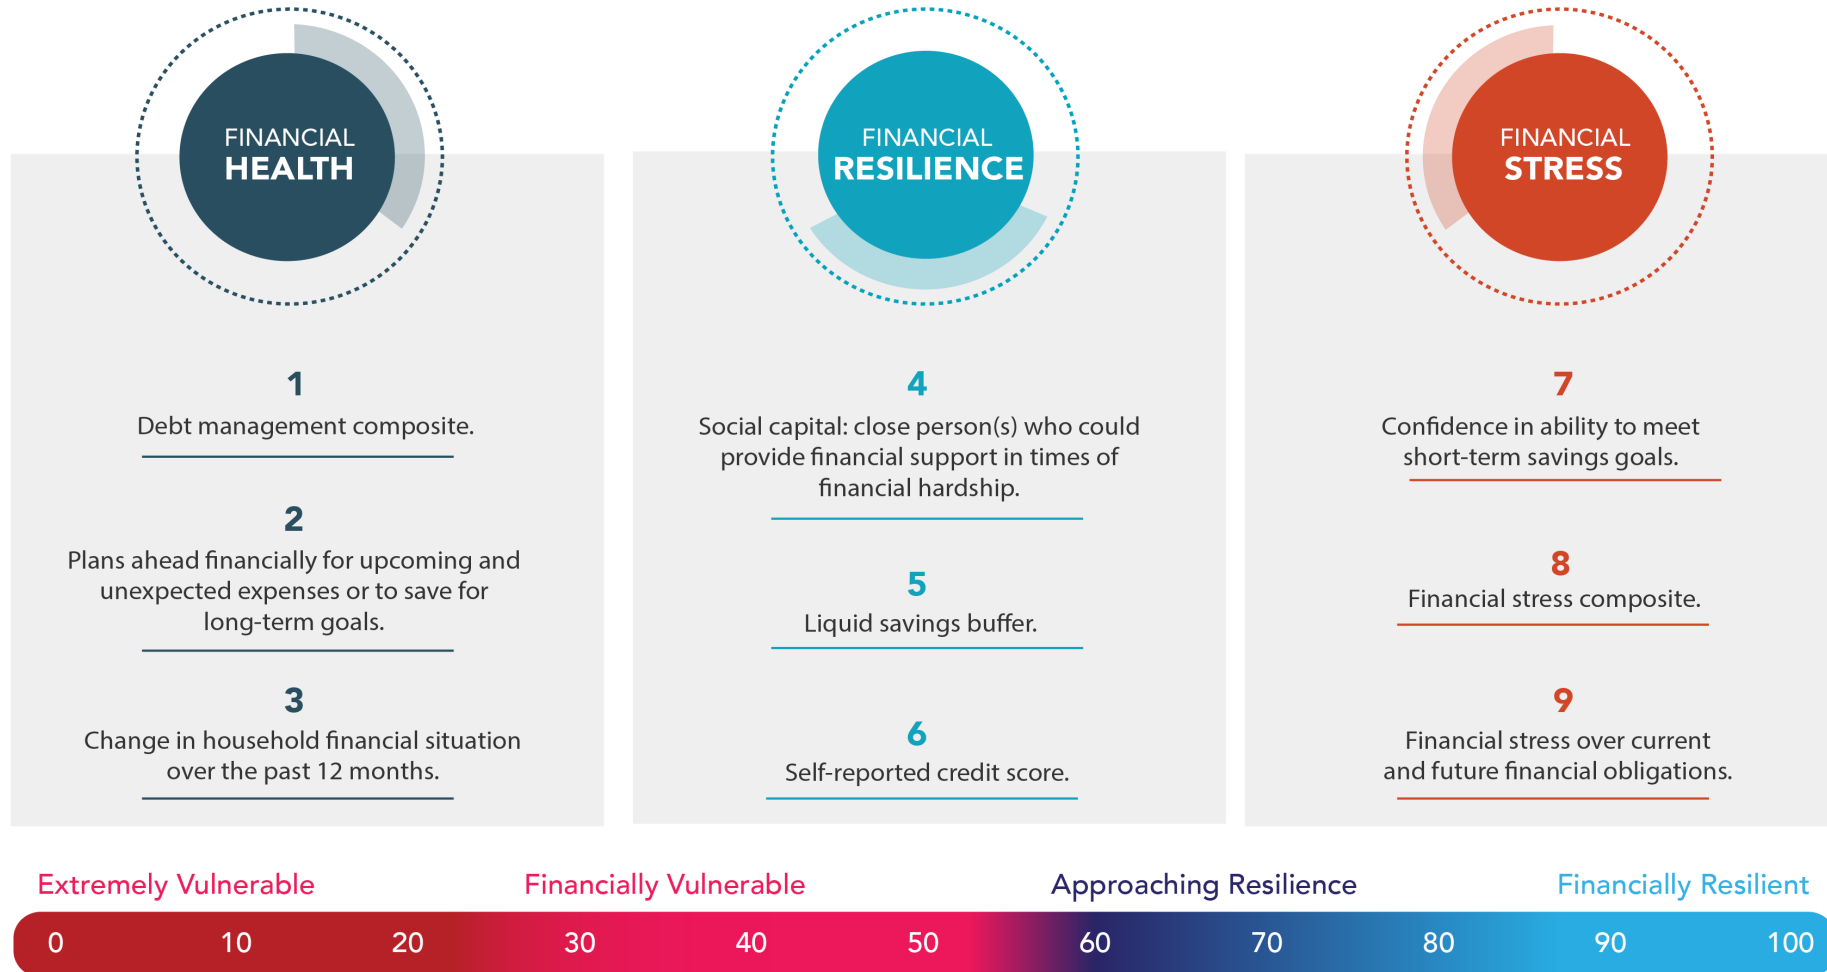 FINANCIAL
HEALTH
1
Debt management composite.
2
Plans ahead financially for upcoming and
unexpected expenses or to save for
long-term goals.
3
Change in household financial situation
over the past 12 months.
FINANCIAL
RESILIENCE
4
Social capital: close person(s) who could
provide financial support in times of
financial hardship.
5
Liquid savings buffer.
6
Self-reported credit score.
FINANCIAL
STRESS
7
Confidence in ability to meet
short-term savings goals.
8
Financial stress composite.
9
Financial stress over current
and future financial obligations.
Extremely Vulnerable Financially Vulnerable Approaching Resilience Financially Resilient
0 10 20 30 40 50 60 70 80 90 100